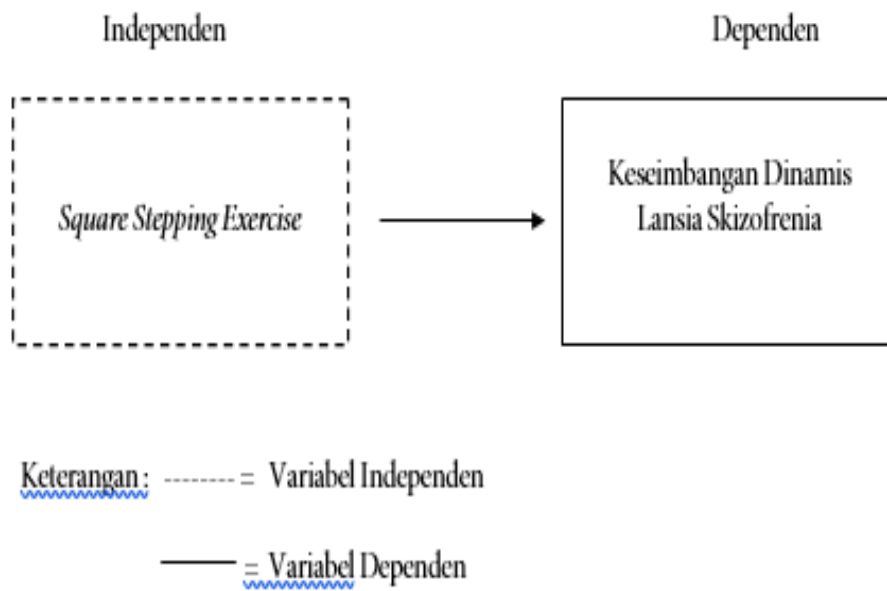 Independen
Dependen
Square Stepping Exercise
Keseimbangan Dinamis
Lansia Skizofrenia
Keterangan : -------- = Variabel Independen
= Variabel Dependen